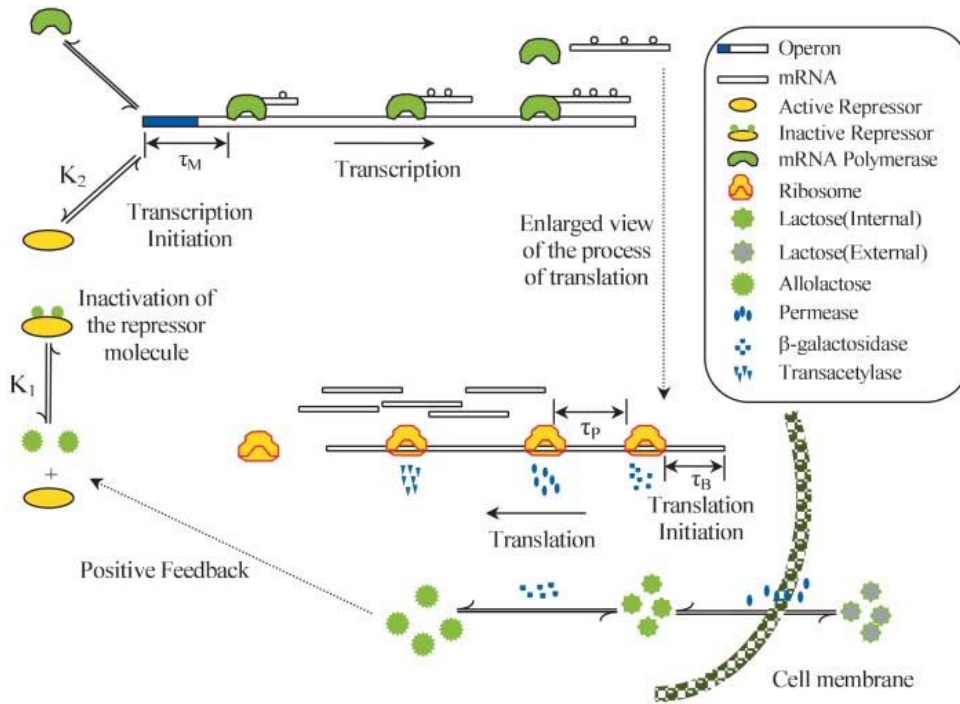 τM
Transcription
K2
Transcription
Initiation
Enlarged view
of the process
of translation
Operon
mRNA
Active Repressor
Inactive Repressor
mRNA Polymerase
Ribosome
Lactose(Internal)
Lactose(External)
Allolactose
Permease
β-galactosidase
Transacetylase
Inactivation of
the repressor
molecule
K1
+
τP
τB
Translation
Initiation
Translation
Positive Feedback
Cell membrane